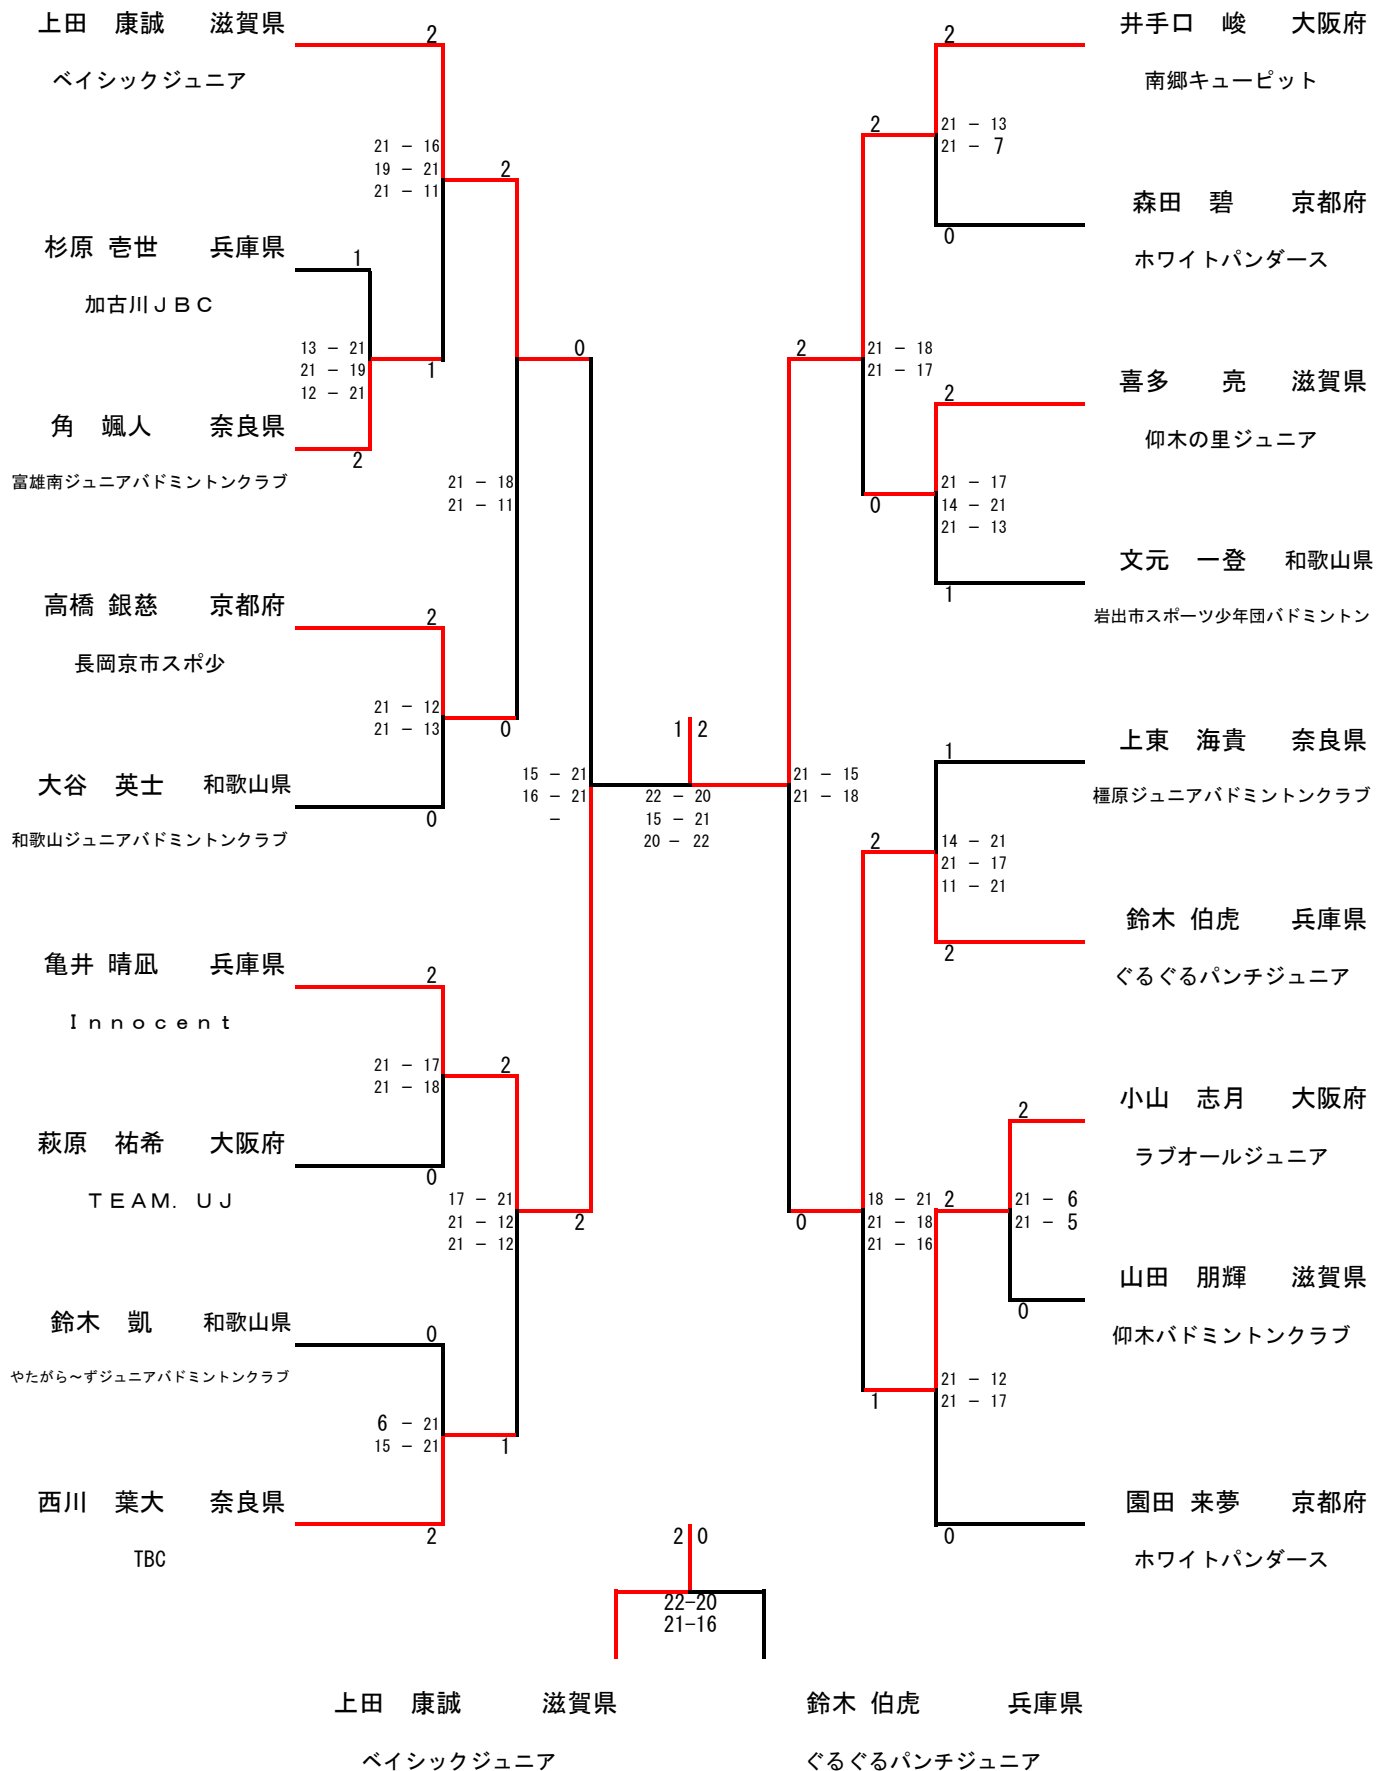 上田　康誠　滋賀県
2
ベイシックジュニア
21 － 16
19 － 21
21 － 11
2
杉原 壱世　兵庫県
1
加古川ＪＢＣ
13 － 21
21 － 19
12 － 21
1
0
角　颯人　奈良県
2
富雄南ジュニアバドミントンクラブ
21 － 18
21 － 11
高橋 銀慈　京都府
2
長岡京市スポ少
21 － 12
21 － 13
0
大谷　英士　和歌山県
0
和歌山ジュニアバドミントンクラブ
15 － 21
16 － 21
－
亀井 晴凪　兵庫県
2
Ｉｎｎｏｃｅｎｔ
21 － 17
21 － 18
2
萩原　祐希　大阪府
0
ＴＥＡＭ．ＵＪ
17 － 21
21 － 12
21 － 12
2
鈴木　凱　和歌山県
0
やたがら～ずジュニアバドミントンクラブ
6 － 21
15 － 21
1
西川　葉大　奈良県
2
TBC
1 2
22 － 20
15 － 21
20 － 22
井手口　峻　大阪府
2
南郷キューピット
2
21 － 13
21 － 7
森田　碧　京都府
0
ホワイトパンダース
2
21 － 18
21 － 17
喜多　亮　滋賀県
2
仰木の里ジュニア
0
21 － 17
14 － 21
21 － 13
文元　一登　和歌山県
1
岩出市スポーツ少年団バドミントン
21 － 15
21 － 18
上東　海貴　奈良県
1
橿原ジュニアバドミントンクラブ
2
14 － 21
21 － 17
11 － 21
鈴木 伯虎　兵庫県
2
ぐるぐるパンチジュニア
小山　志月　大阪府
2
ラブオールジュニア
0
18 － 21
21 － 18
21 － 16
2
21 － 6
21 － 5
山田　朋輝　滋賀県
0
仰木バドミントンクラブ
1
21 － 12
21 － 17
園田 来夢　京都府
0
ホワイトパンダース
2 0
22－20
21－16
上田　康誠　滋賀県
鈴木 伯虎　兵庫県
ベイシックジュニア
ぐるぐるパンチジュニア